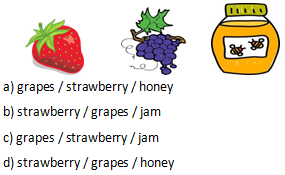 a) grapes / strawberry / honey
b) strawberry / grapes / jam
c) grapes / strawberry / jam
d) strawberry / grapes / honey